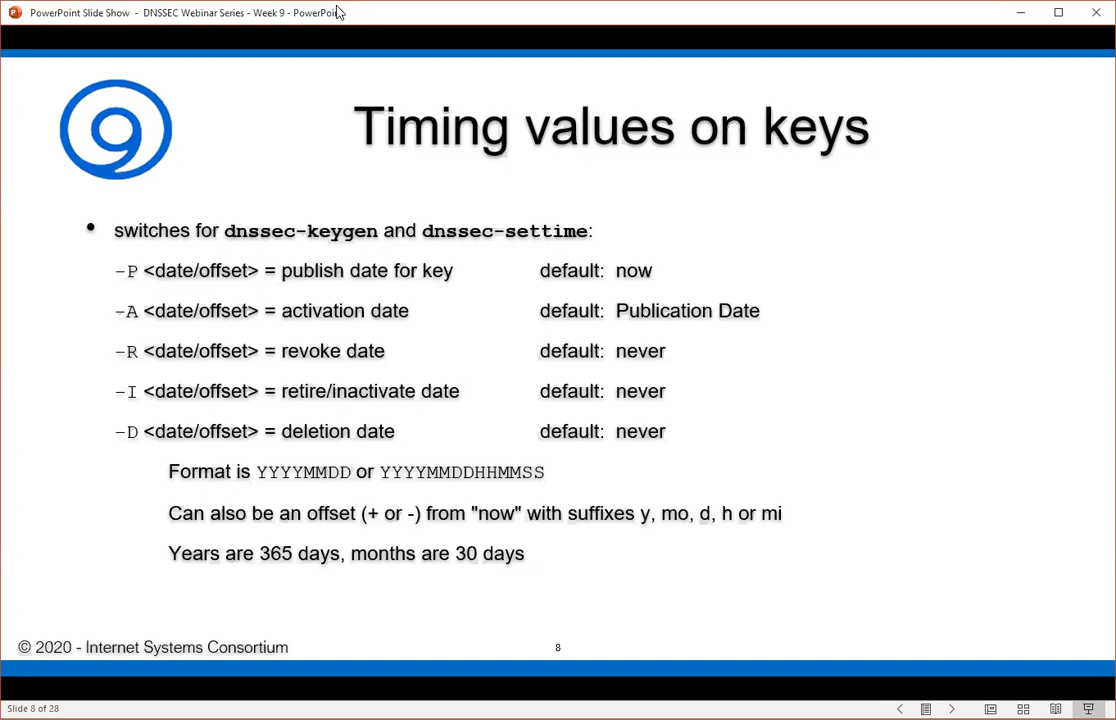 PowerPoint Slide Show - DNSSEC Webinar Series - Week 9 - PowerPoin
9
Timing values on keys
• switches for dnssec-keygen and dnssec-settime:
-P <date/offset> = publish date for key default: now
-A <date/offset> = activation date default: Publication Date
-R <date/offset> = revoke date default: never
-I <date/offset> = retire/inactivate date default: never
-D <date/offset> = deletion date default: never
Format is YYYYMMDD or YYYYMMDDHHMMSS
Can also be an offset (+ or -) from "now" with suffixes y, mo, d, h or mi
Years are 365 days, months are 30 days
© 2020 - Internet Systems Consortium
8
Slide 8 of 28